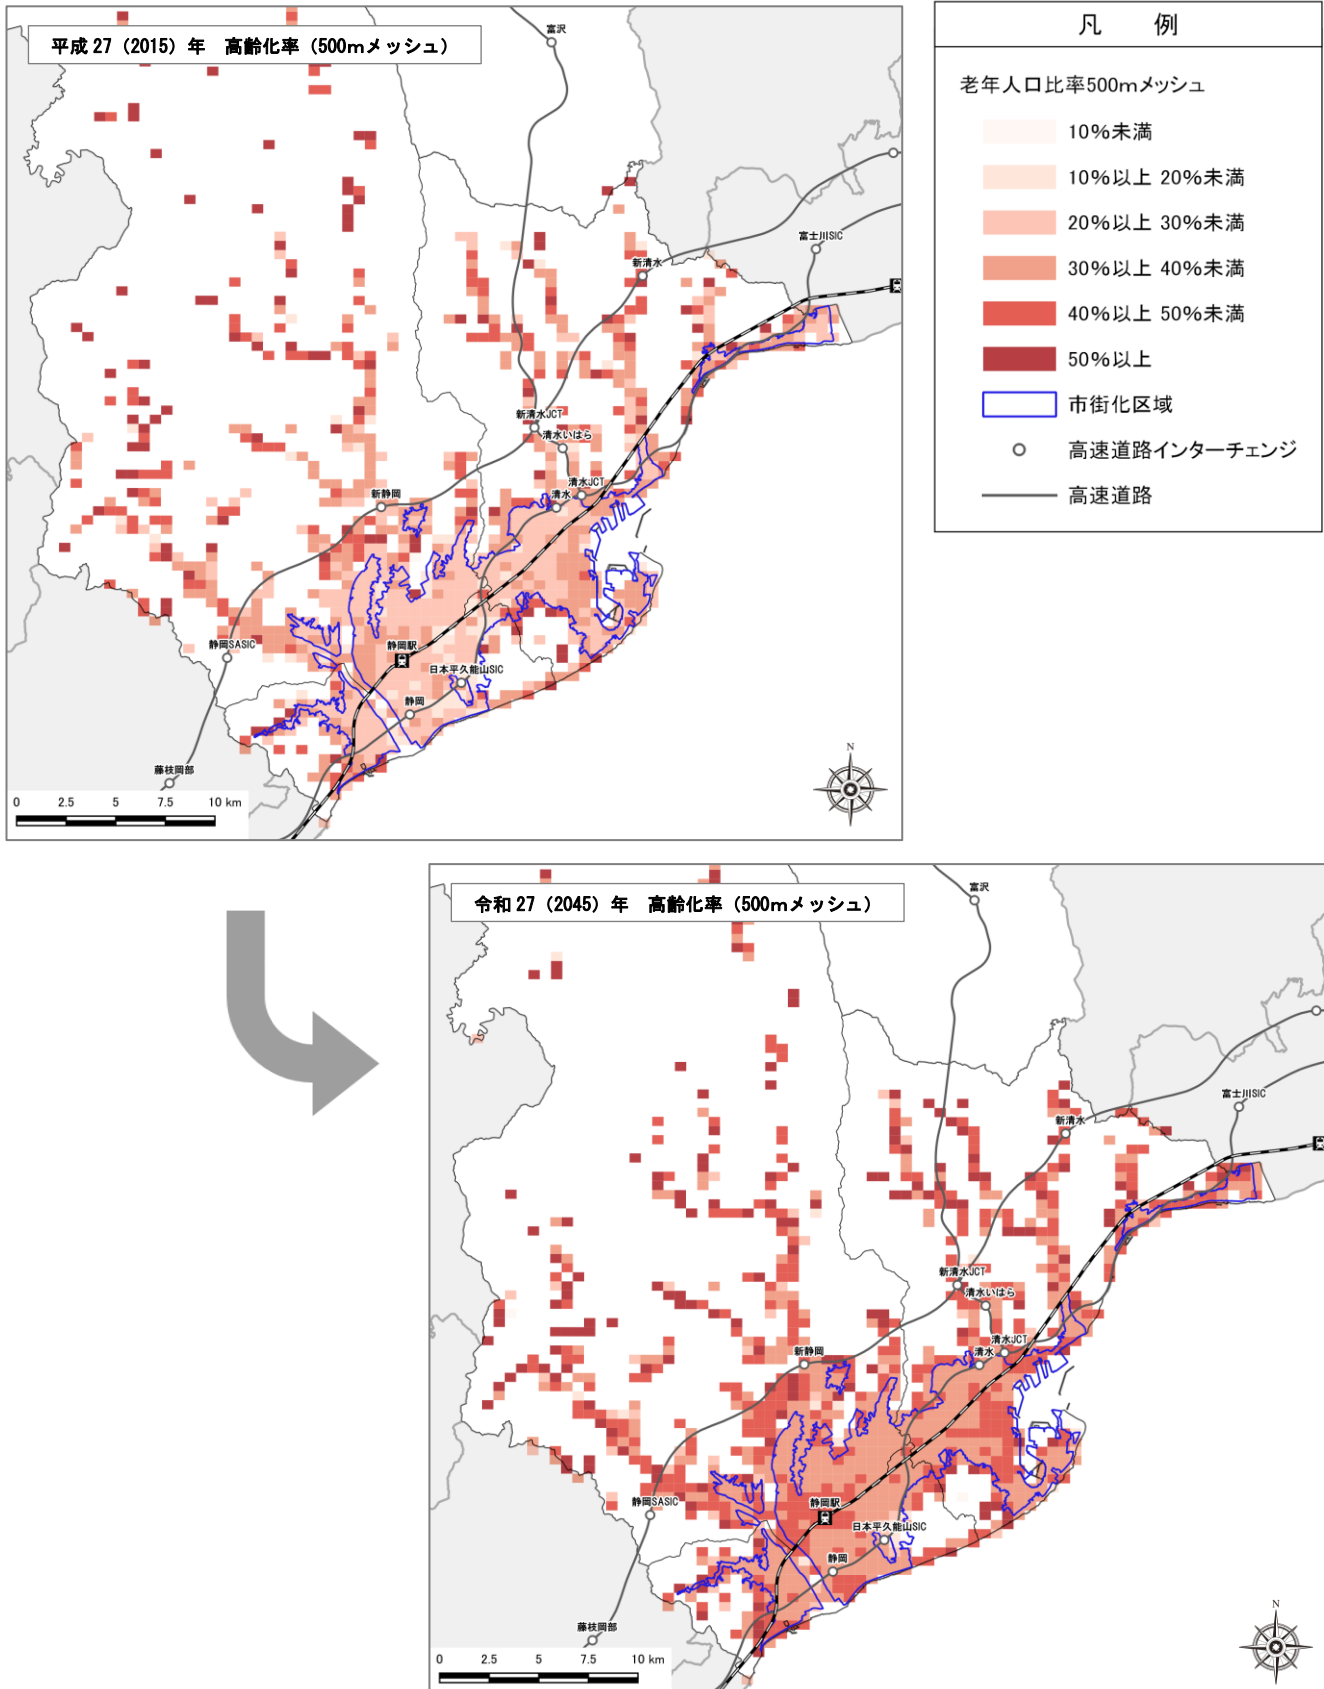 平成 27（2015）年　高齢化率（500mメッシュ）
富沢
富士川SIC
新清水
新清水JCT
清水いはら
清水JCT
清水
新静岡
静岡SASIC
静岡駅
日本平久能山SIC
静岡
藤枝岡部
0 2.5 5 7.5 10 km
N
凡　例
老年人口比率500mメッシュ
10%未満
10%以上 20%未満
20%以上 30%未満
30%以上 40%未満
40%以上 50%未満
50%以上
市街化区域
高速道路インターチェンジ
高速道路
令和 27（2045）年　高齢化率（500mメッシュ）
富沢
富士川SIC
新清水
新清水JCT
清水いはら
清水JCT
清水
新静岡
静岡SASIC
静岡駅
日本平久能山SIC
静岡
藤枝岡部
0 2.5 5 7.5 10 km
N